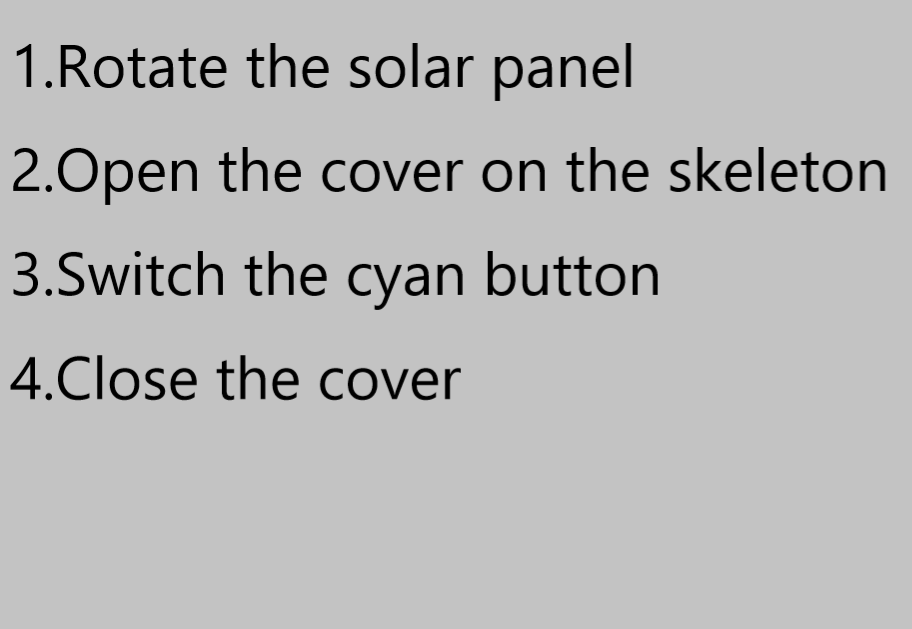 1.Rotate the solar panel
2.Open the cover on the skeleton
3.Switch the cyan button
4.Close the cover